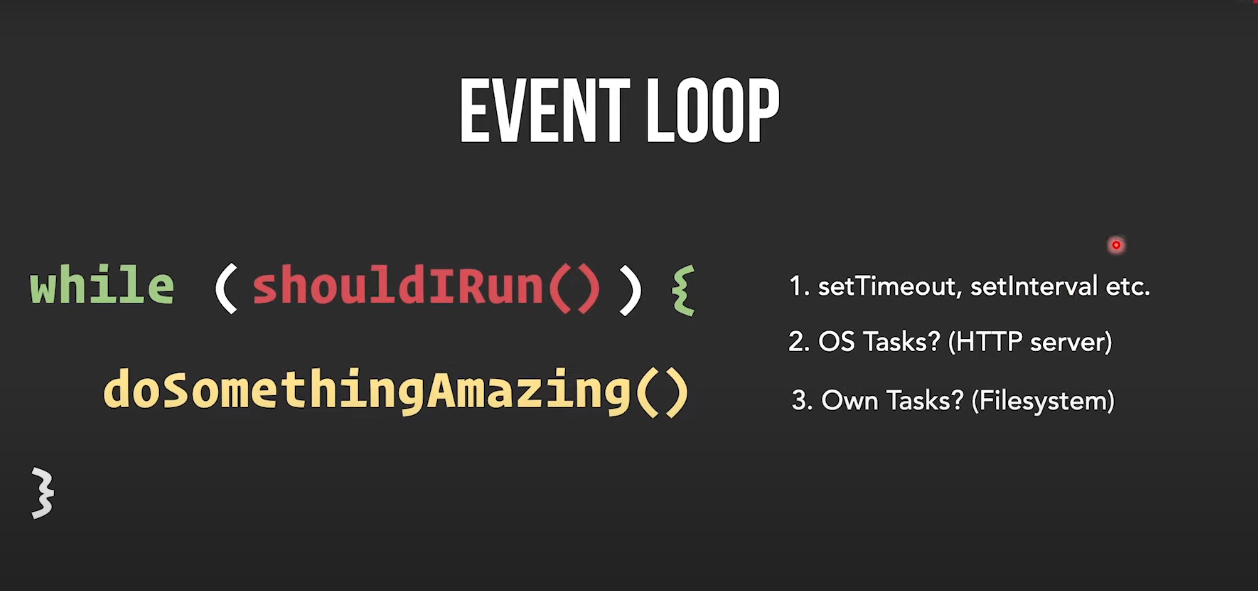 EVENT LOOP
while (shouldIRun()) {
1. setTimeout, setInterval etc.
2. OS Tasks? (HTTP server)
doSomethingAmazing()
3. Own Tasks? (Filesystem)
}